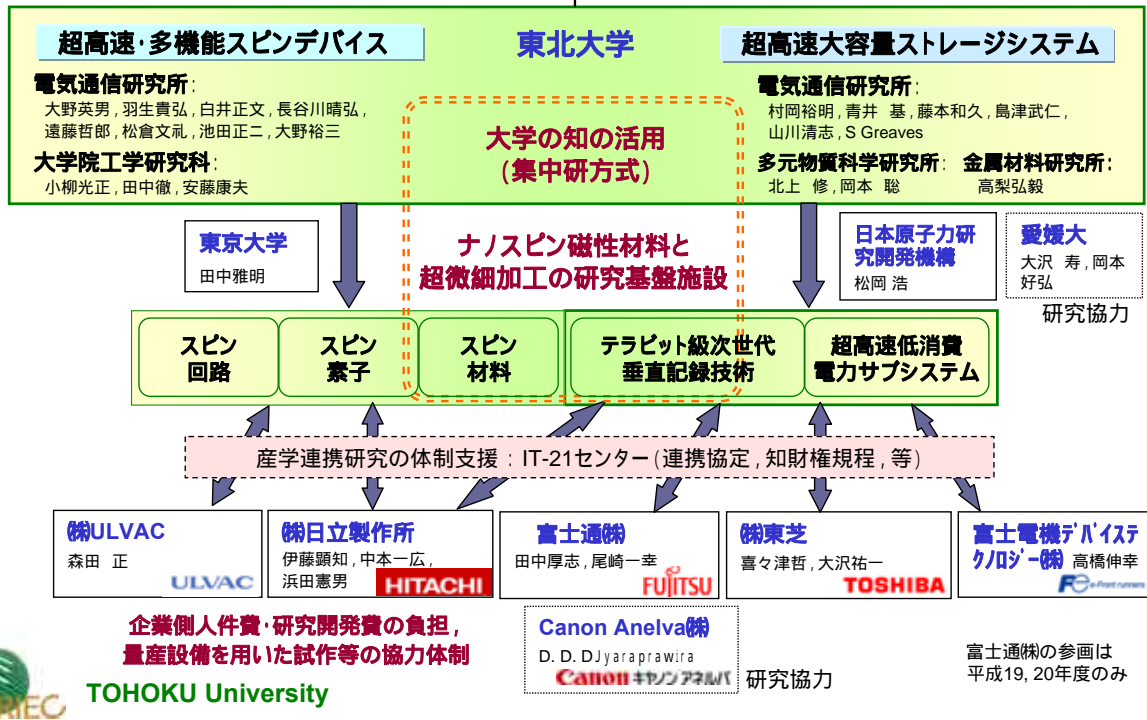 超高速・多機能スピンデバイス
東北大学
超高速大容量ストレージシステム
電気通信研究所:
大野英男,羽生貴弘,白井正文,長谷川晴弘,
遠藤哲郎,松倉文礼,池田正二,大野裕三
大学院工学研究科:
小柳光正,田中徹,安藤康夫
電気通信研究所:
村岡裕明,青井 基,藤本和久,島津武仁,
山川清志,S Greaves
多元物質科学研究所: 金属材料研究所:
北上 修,岡本 聡 高梨弘毅
大学の知の活用
(集中研方式)
ナノスピン磁性材料と
超微細加工の研究基盤施設
東京大学
田中雅明
日本原子力研
究開発機構
松岡 浩
愛媛大
大沢 寿,岡本
好弘
研究協力
スピン
回路
スピン
素子
スピン
材料
テラビット級次世代
垂直記録技術
超高速低消費
電力サブシステム
産学連携研究の体制支援:IT-21センター(連携協定,知財権規程,等)
㈱ULVAC
森田 正
ULVAC
㈱日立製作所
伊藤顕知,中本一広,
浜田憲男
HITACHI
富士通㈱
田中厚志,尾崎一幸
FUJITSU
㈱東芝
喜々津哲,大沢祐一
TOSHIBA
富士電機デバイステ
クノロジー㈱ 高橋伸幸
Fe e-Front runners
企業側人件費・研究開発費の負担,
量産設備を用いた試作等の協力体制
Canon Anelva㈱
D. D. DJyaraprawira
Canon キヤノンアネルバ
研究協力
富士通㈱の参画は
平成19, 20年度のみ
RIEC
TOHOKU University